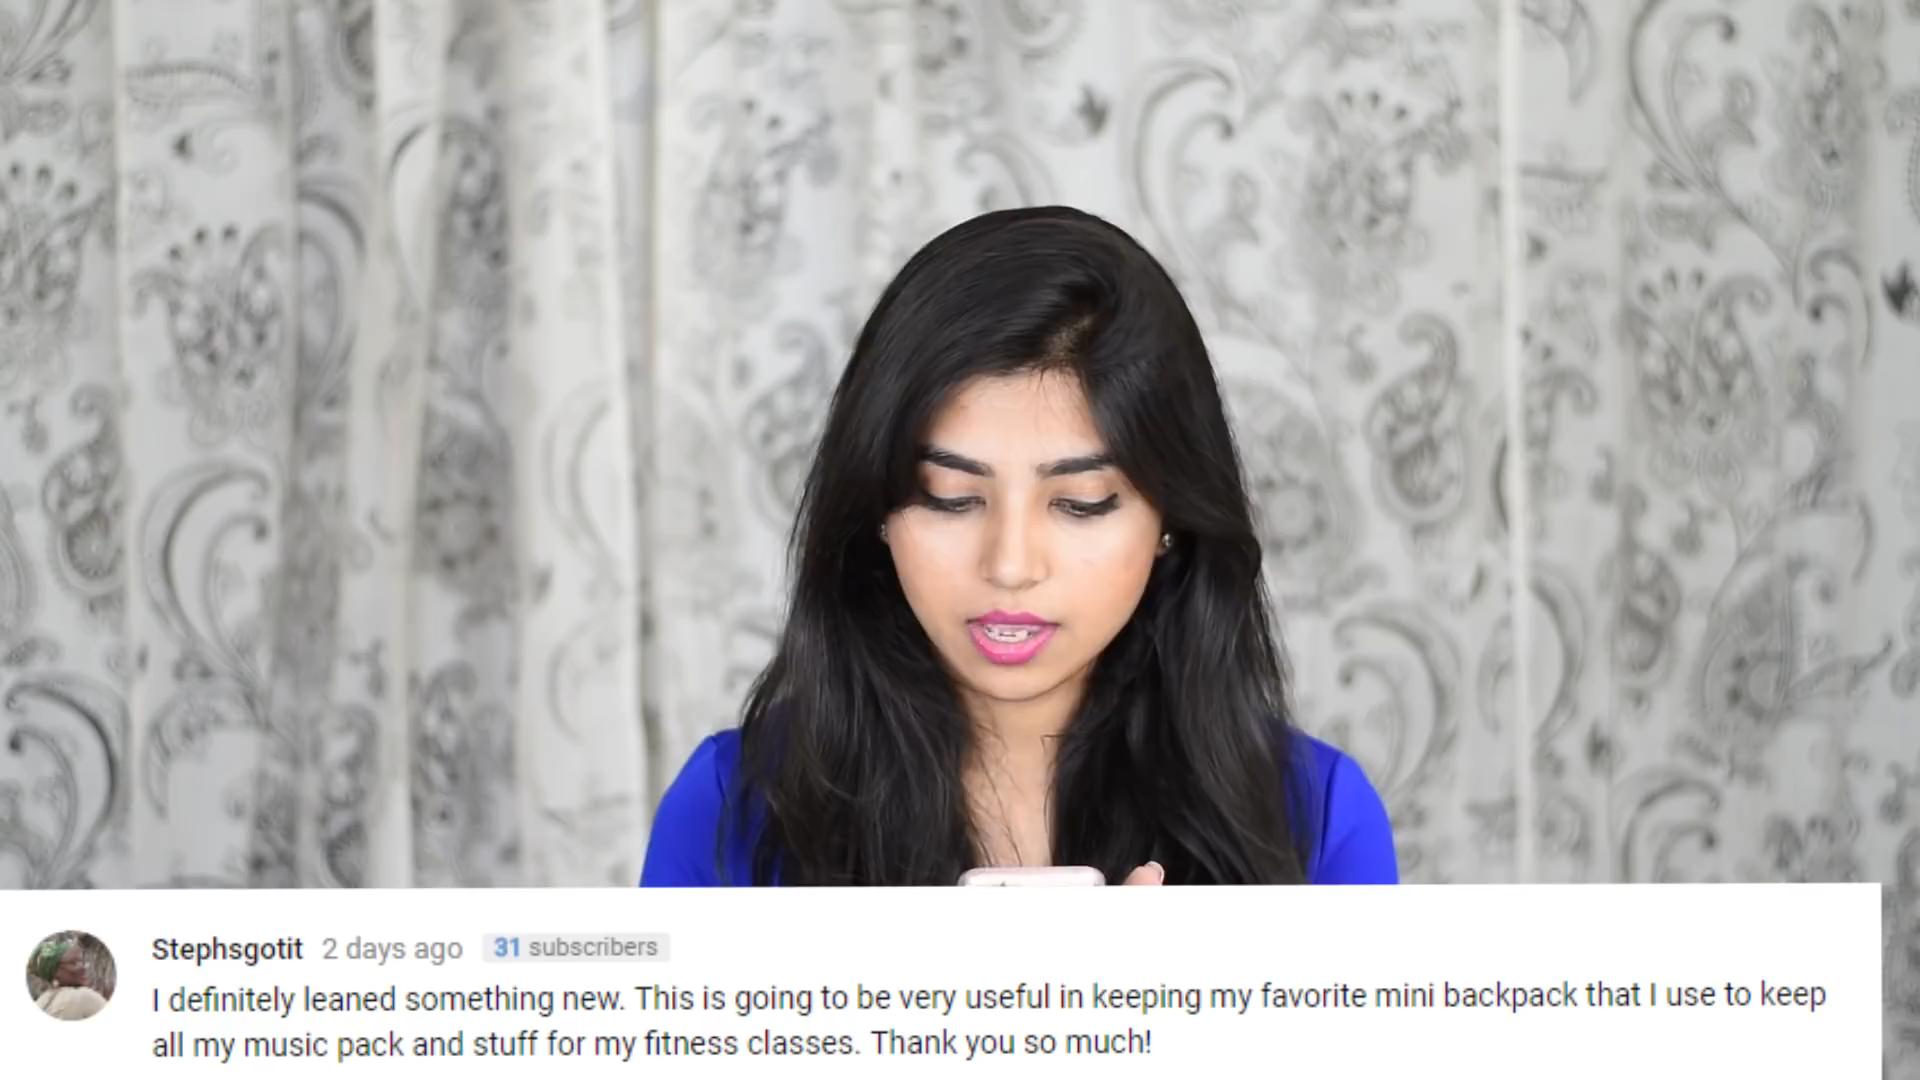 Stephsgotit 2 days ago 31 subscribers
I definitely leaned something new. This is going to be very useful in keeping my favorite mini backpack that I use to keep
all my music pack and stuff for my fitness classes. Thank you so much!